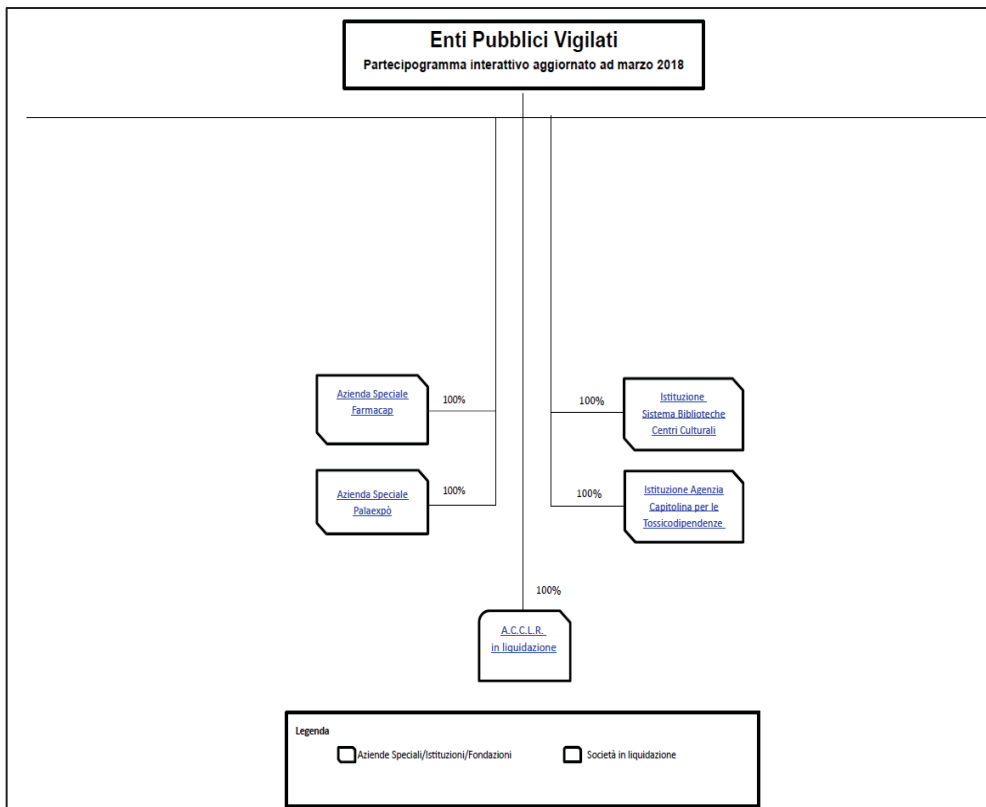 Enti Pubblici Vigilati
Partecipogramma interattivo aggiornato ad marzo 2018
Azienda Speciale
Farmacap
100%
100%
Istituzione
Sistema Biblioteche
Centri Culturali
Azienda Speciale
Palaexpò
100%
100%
Istituzione Agenzia
Capitolina per le
Tossicodipendenze
100%
A.C.C.L.R.
in liquidazione
Legenda
Aziende Speciali/Istituzioni/Fondazioni
Società in liquidazione